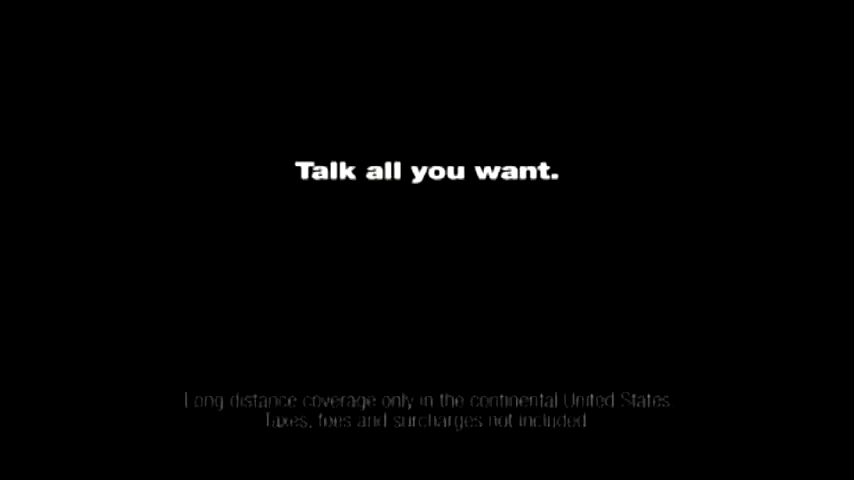 Talk all you want.
Long distance coverage only in the continental United States.
Taxes, fees and surcharges not included